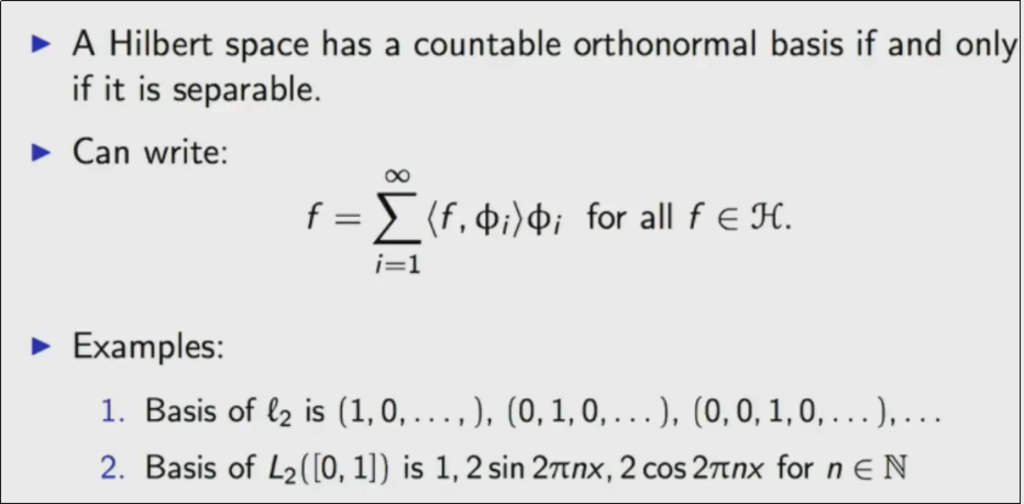 ▶ A Hilbert space has a countable orthonormal basis if and only
if it is separable.
▶ Can write:
f = ∑_{i=1}^{∞} ⟨f, ϕ_i⟩ϕ_i for all f ∈ ℋ.
▶ Examples:
1. Basis of ℓ₂ is (1, 0, . . . , ), (0, 1, 0, . . . ), (0, 0, 1, 0, . . . ), . . .
2. Basis of L₂([0, 1]) is 1, 2 sin 2πnx, 2 cos 2πnx for n ∈ ℕ